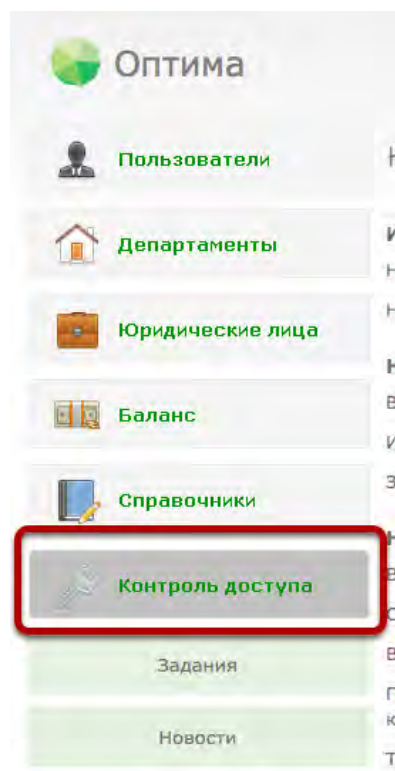 Оптима
Пользователи
Департаменты
Юридические лица
Баланс
Справочники
Контроль доступа
Задания
Новости